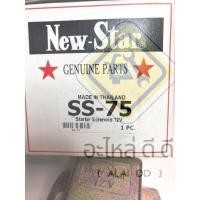 New-Star®
GENUINE PARTS
MADE IN THAILAND
SS-75
Starter Solenoid 12V
1 PC.
อะไหล่ ดี ดี
12V